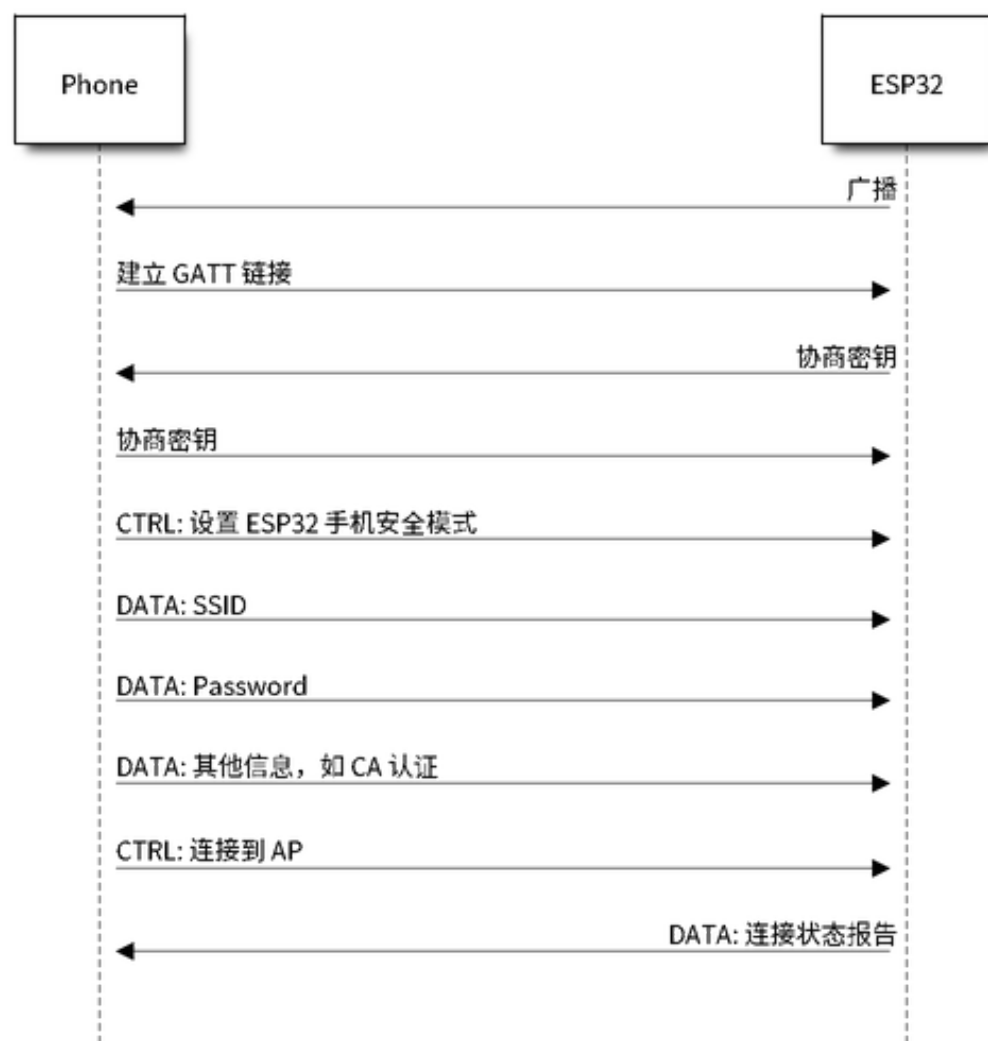 Phone
ESP32
广播
建立 GATT 链接
协商密钥
协商密钥
CTRL: 设置 ESP32 手机安全模式
DATA: SSID
DATA: Password
DATA: 其他信息，如 CA 认证
CTRL: 连接到 AP
DATA: 连接状态报告